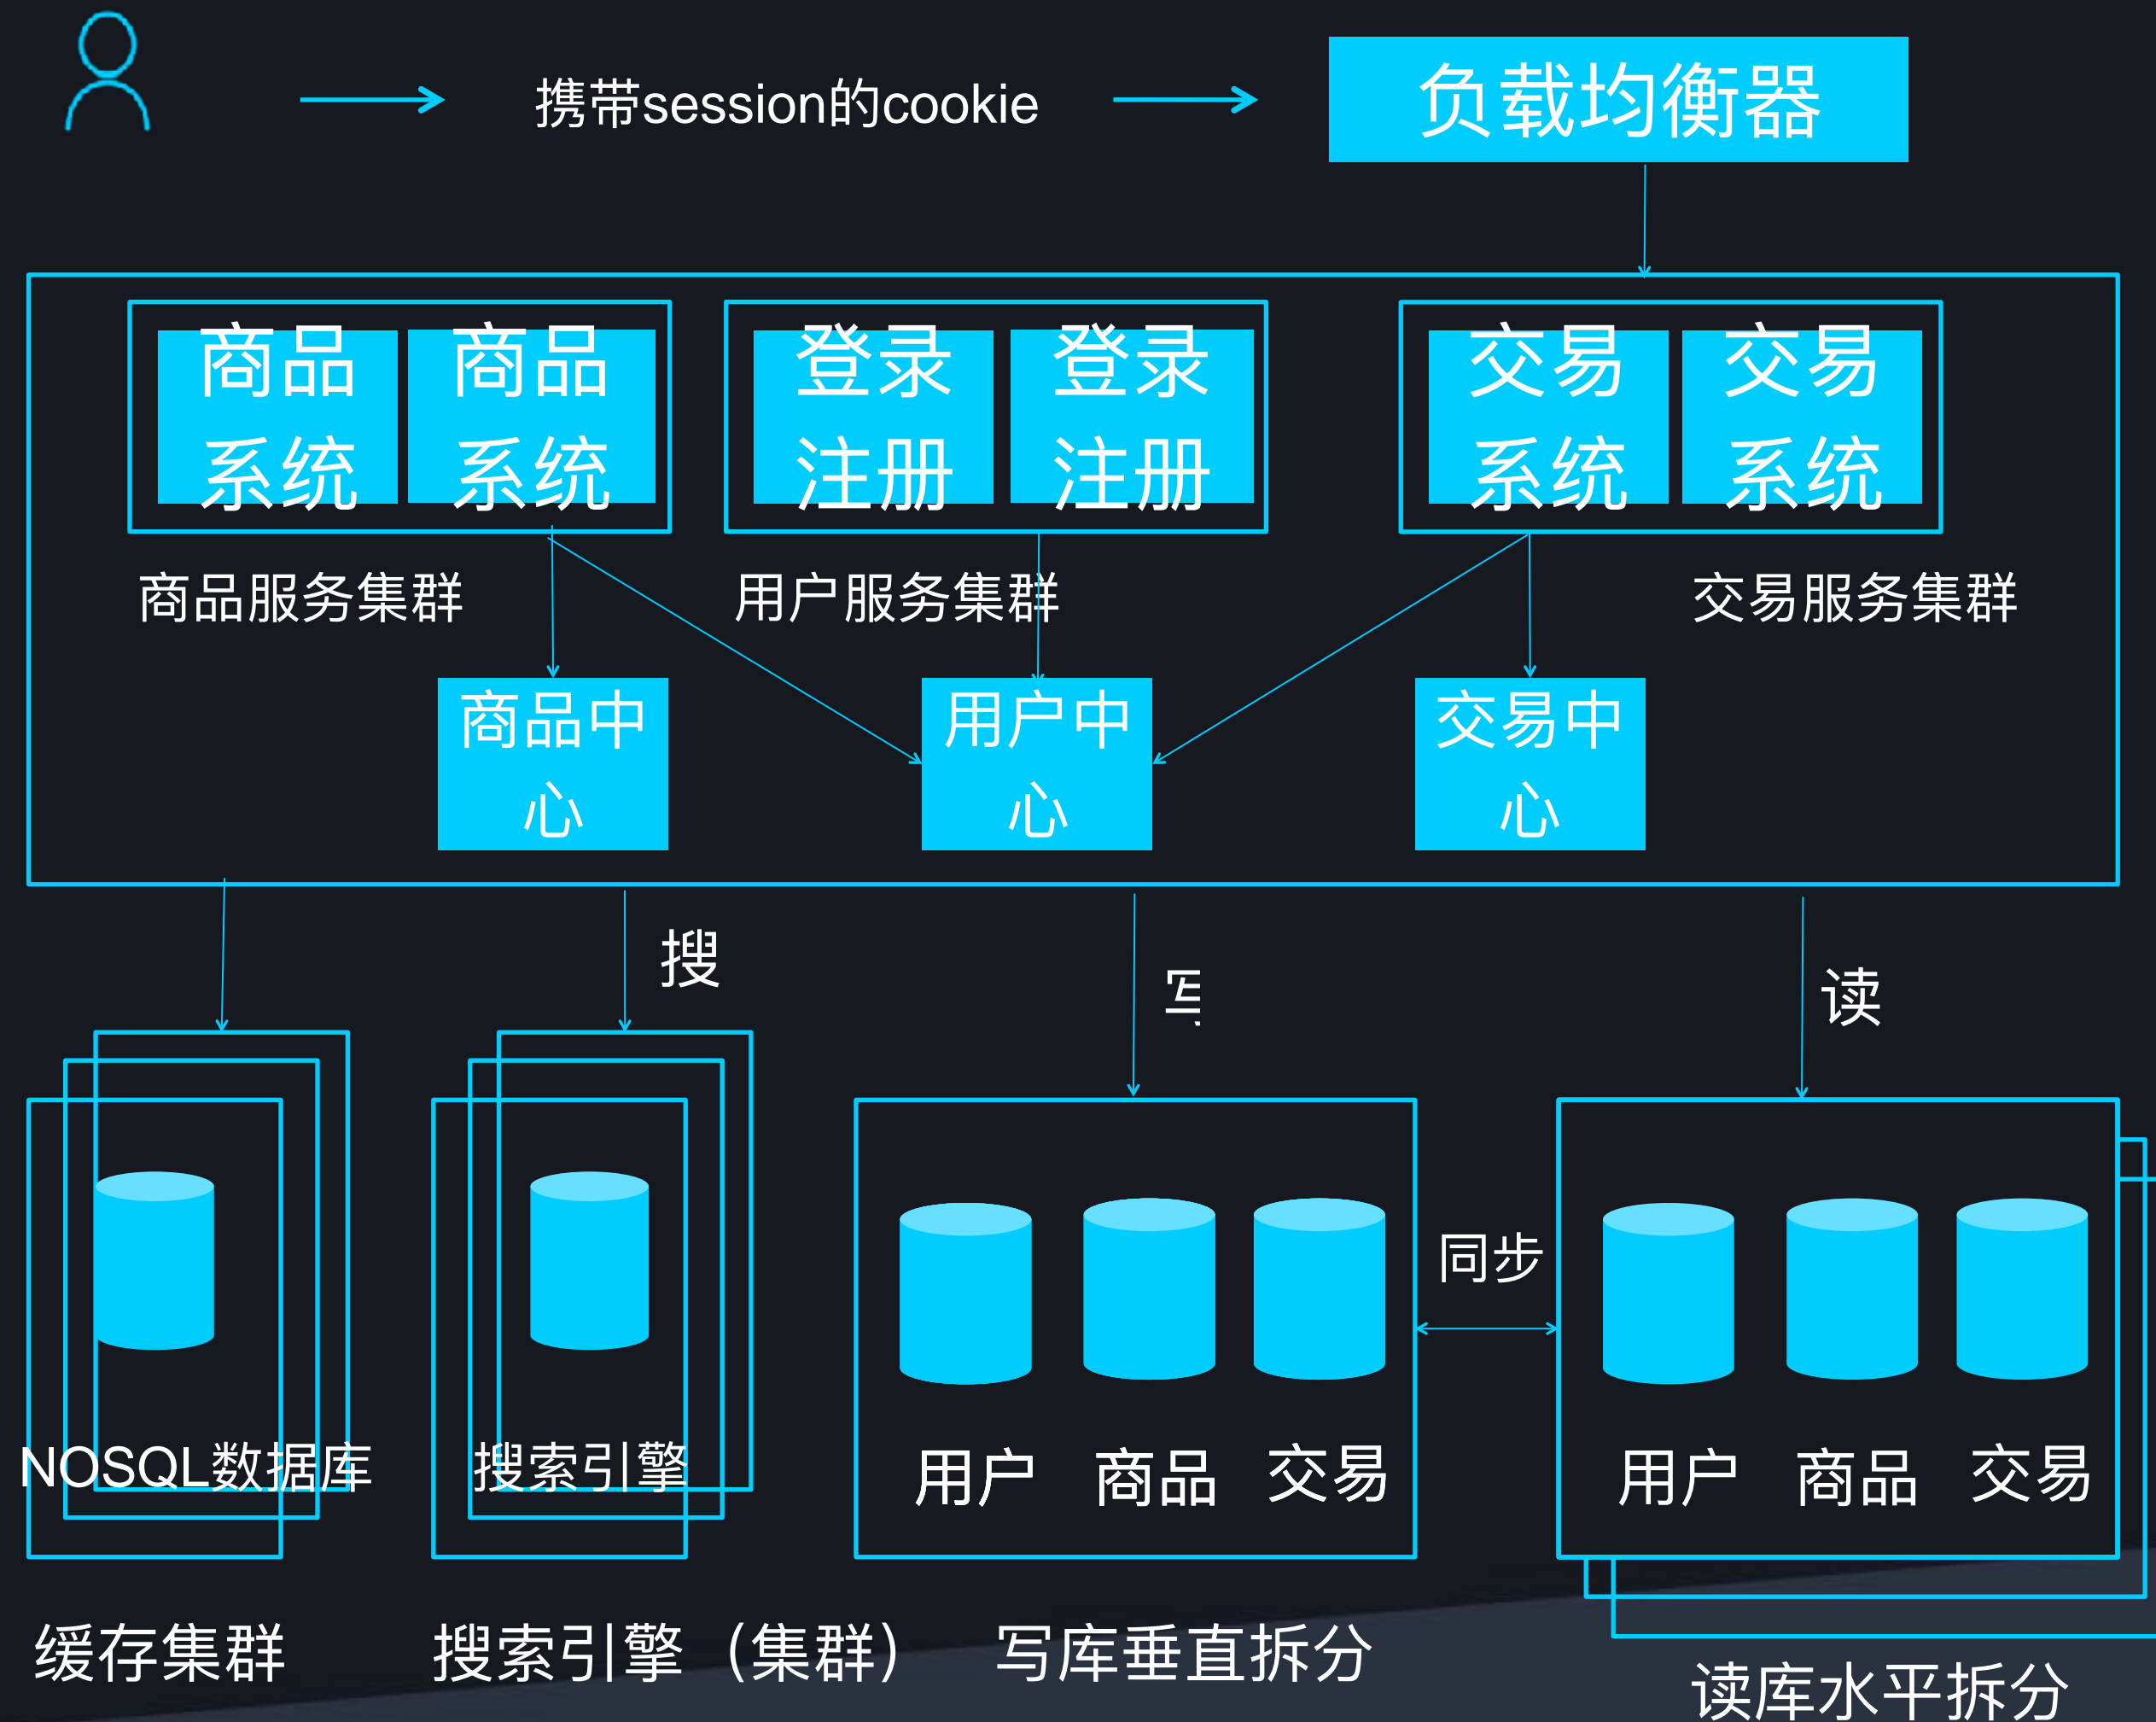 携带sessionid的cookie
负载均衡器
商品
系统
商品
系统
登录
注册
登录
注册
交易
系统
交易
系统
商品服务集群
用户服务集群
交易服务集群
商品中
心
用户中
心
交易中
心
搜
写
读
同步
NOSQL数据库
搜索引擎
用户
商品
交易
用户
商品
交易
缓存集群
搜索引擎（集群）
写库垂直拆分
读库水平拆分